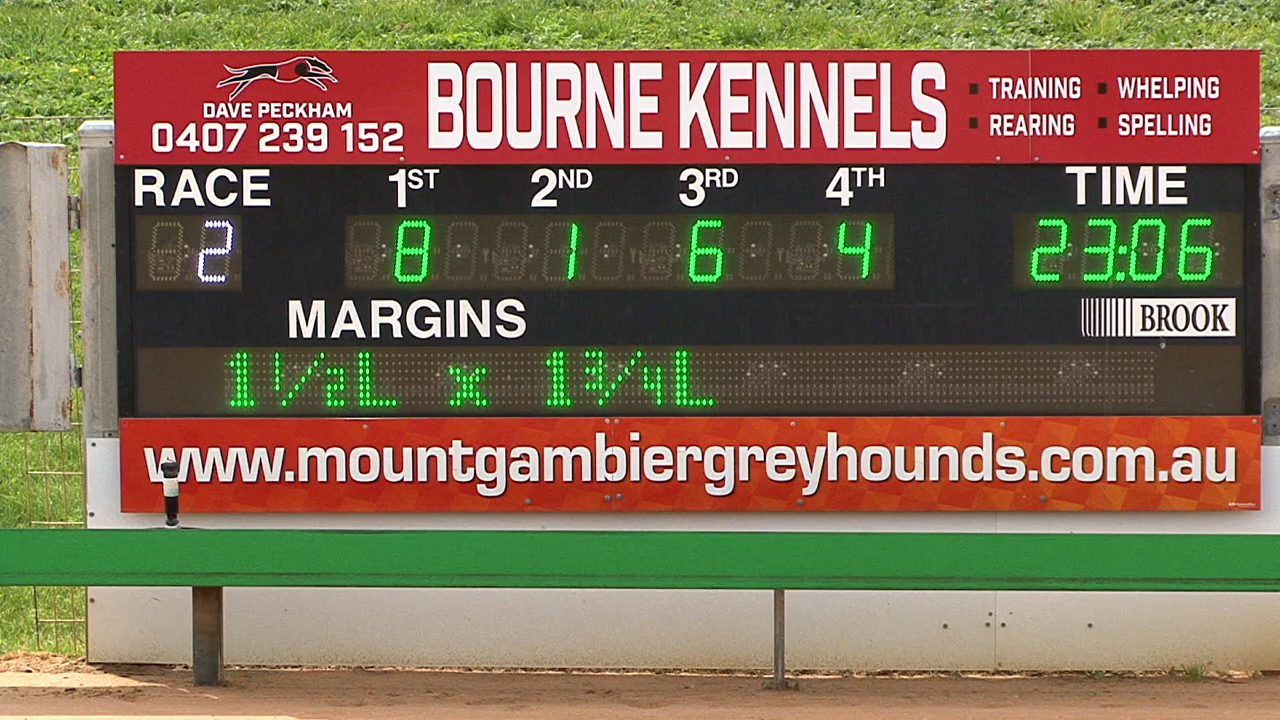 DAVE PECKHAM
0407 239 152
BOURNE KENNELS
TRAINING WHELPING
REARING SPELLING
RACE 1ST 2ND 3RD 4TH TIME
2 8 1 6 4 23:06
MARGINS
BROOK
1½L x 1¾L
www.mountgambiergreyhounds.com.au